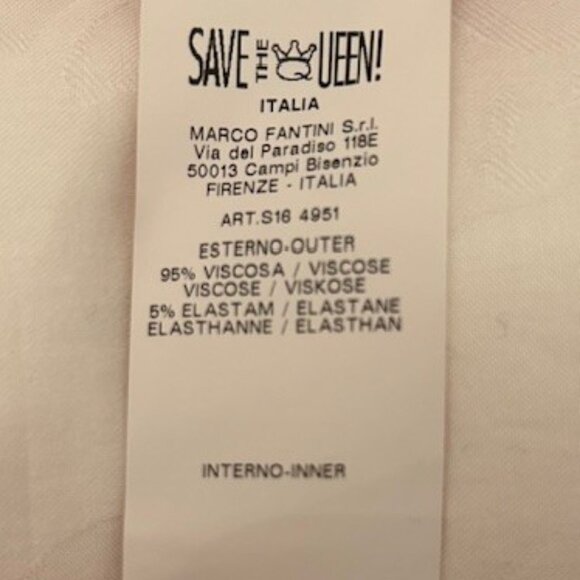 SAVE THE QUEEN!
ITALIA
MARCO FANTINI S.r.l.
Via del Paradiso 118E
50013 Campi Bisenzio
FIRENZE - ITALIA
ART.S16 4951
ESTERNO-OUTER
95% VISCOSA / VISCOSE
VISCOSE / VISKOSE
5% ELASTAM / ELASTANE
ELASTHANNE / ELASTHAN
INTERNO-INNER